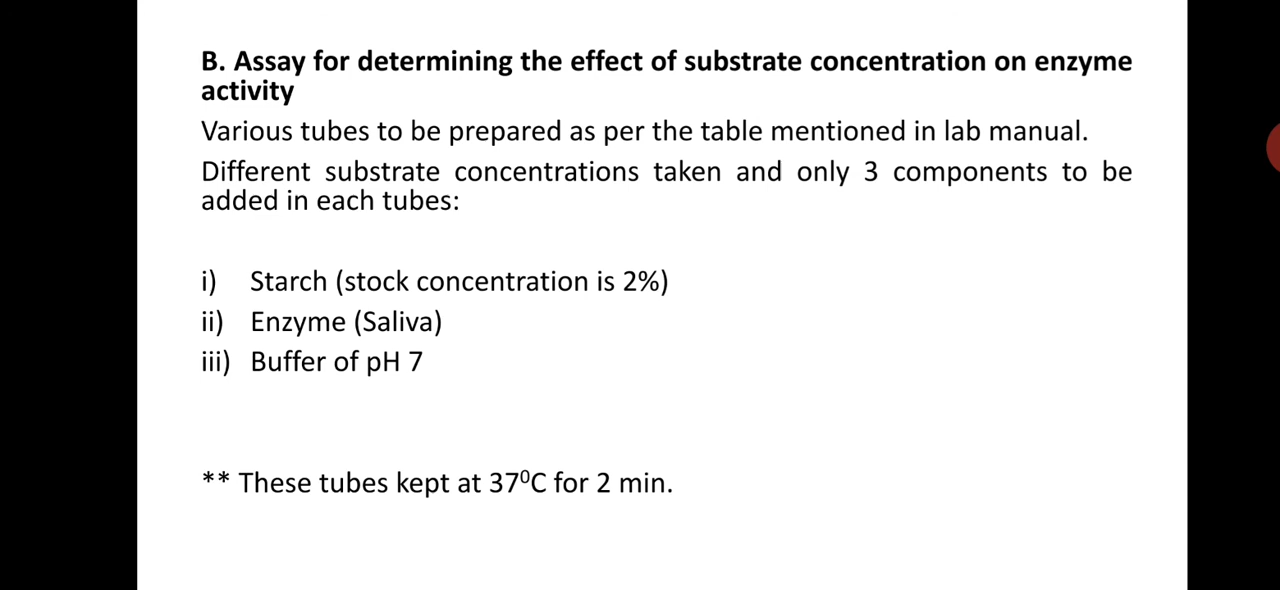 B. Assay for determining the effect of substrate concentration on enzyme
activity
Various tubes to be prepared as per the table mentioned in lab manual.
Different substrate concentrations taken and only 3 components to be
added in each tubes:
i) Starch (stock concentration is 2%)
ii) Enzyme (Saliva)
iii) Buffer of pH 7
** These tubes kept at 37⁰C for 2 min.